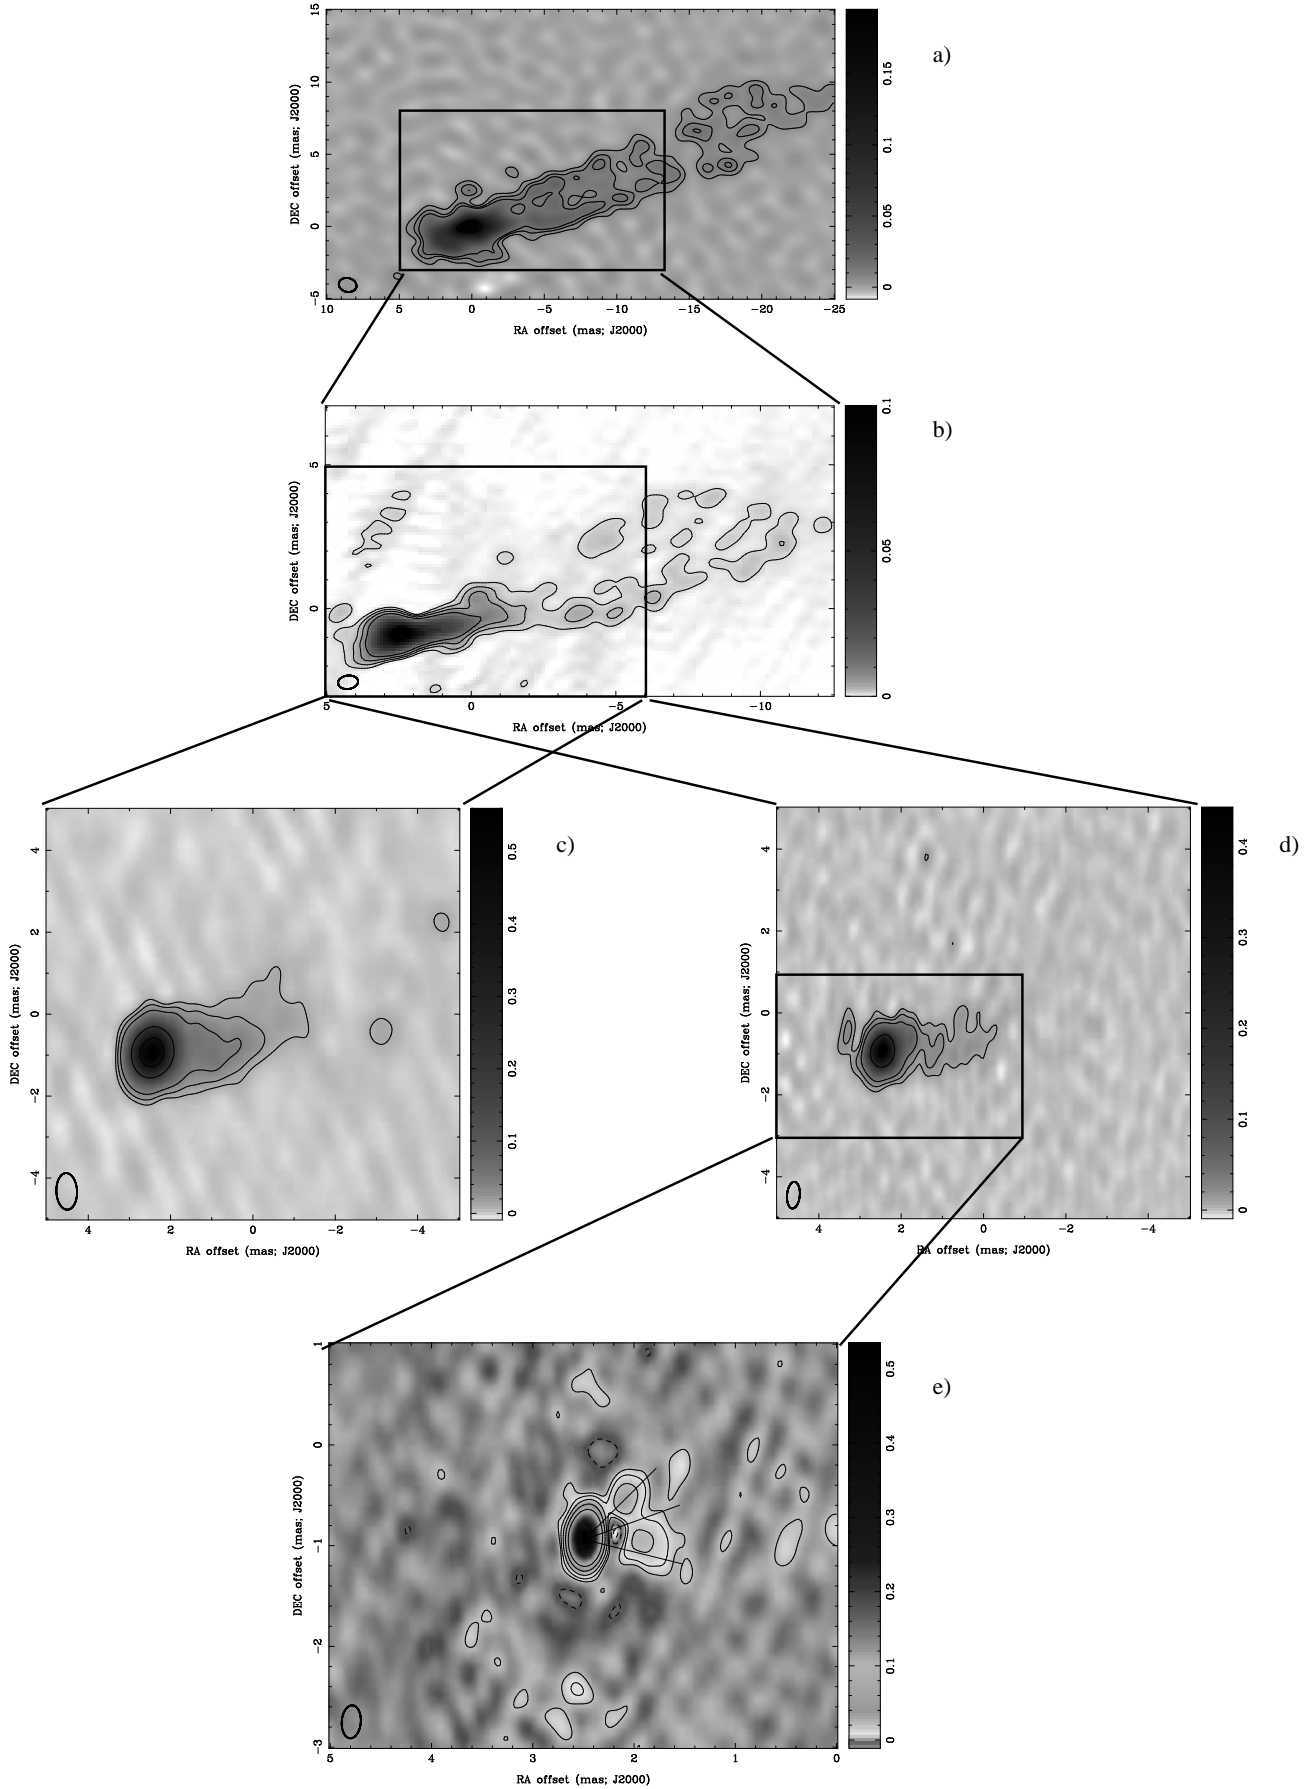 a)
15
10
5
0
−5
DEC offset (mas; J2000)
10 5 0 −5 −10 −15 −20 −25
RA offset (mas; J2000)
0 0.05 0.1 0.15
b)
5
0
DEC offset (mas; J2000)
5 0 −5 −10
RA offset (mas; J2000)
0 0.05 0.1
c)
4
2
0
−2
−4
DEC offset (mas; J2000)
4 2 0 −2 −4
RA offset (mas; J2000)
0 0.1 0.2 0.3 0.4 0.5
d)
4
2
0
−2
−4
DEC offset (mas; J2000)
4 2 0 −2 −4
RA offset (mas; J2000)
0 0.1 0.2 0.3 0.4
e)
1
0
−1
−2
−3
DEC offset (mas; J2000)
5 4 3 2 1 0
RA offset (mas; J2000)
0 0.1 0.2 0.3 0.4 0.5